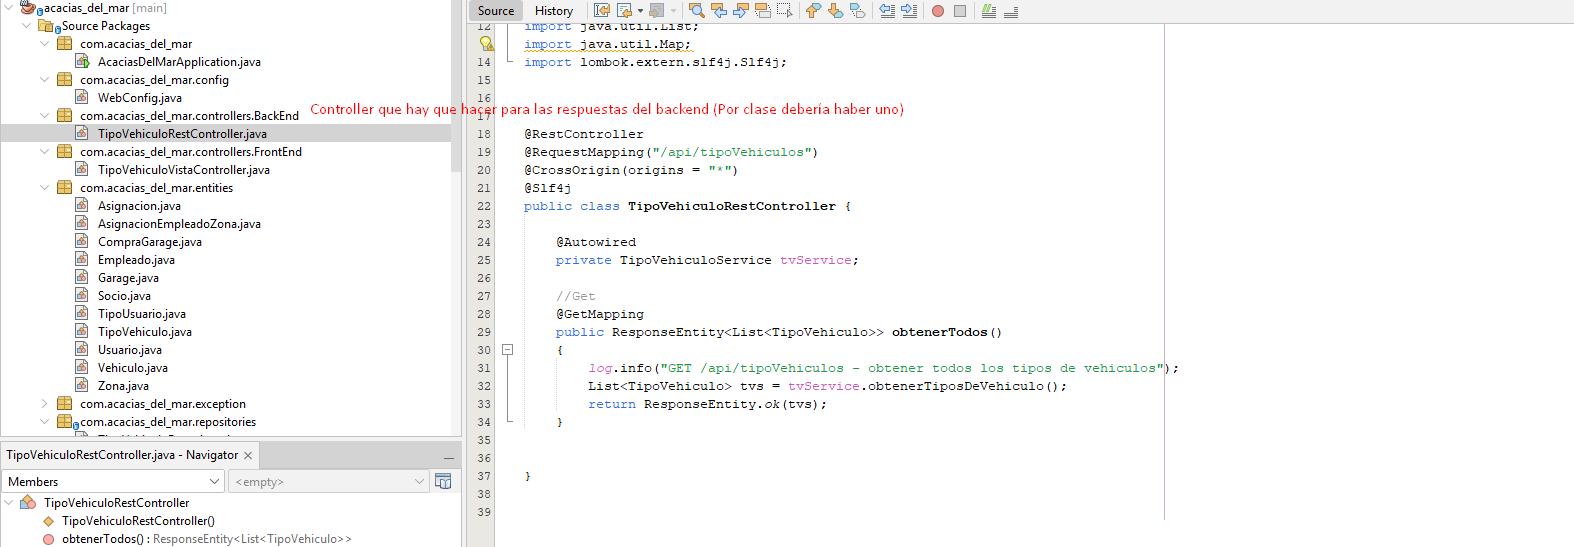 acacias_del_mar [main]
Source Packages
com.acacias_del_mar
AcaciasDelMarApplication.java
com.acacias_del_mar.config
WebConfig.java
com.acacias_del_mar.controllers.BackEnd
TipoVehiculoRestController.java
com.acacias_del_mar.controllers.FrontEnd
TipoVehiculoVistaController.java
com.acacias_del_mar.entities
Asignacion.java
AsignacionEmpleadoZona.java
CompraGarage.java
Empleado.java
Garage.java
Socio.java
TipoUsuario.java
TipoVehiculo.java
Usuario.java
Vehiculo.java
Zona.java
com.acacias_del_mar.exception
com.acacias_del_mar.repositories
TipoVehiculoRestController.java - Navigator
Members
<empty>
TipoVehiculoRestController
TipoVehiculoRestController()
obtenerTodos() : ResponseEntity<List<TipoVehiculo>>
Source History
Controller que hay que hacer para las respuestas del backend (Por clase debería haber uno)
12 import java.util.List;
import java.util.Map;
14 import lombok.extern.slf4j.Slf4j;
15
16
17
18 @RestController
19 @RequestMapping("/api/tipoVehiculos")
20 @CrossOrigin(origins = "*")
21 @Slf4j
22 public class TipoVehiculoRestController {
23
24 @Autowired
25 private TipoVehiculoService tvService;
26
27 //Get
28 @GetMapping
29 public ResponseEntity<List<TipoVehiculo>> obtenerTodos()
30 {
31 log.info("GET /api/tipoVehiculos - obtener todos los tipos de vehiculos");
32 List<TipoVehiculo> tvs = tvService.obtenerTiposDeVehiculo();
33 return ResponseEntity.ok(tvs);
34 }
35
36
37 }
38
39